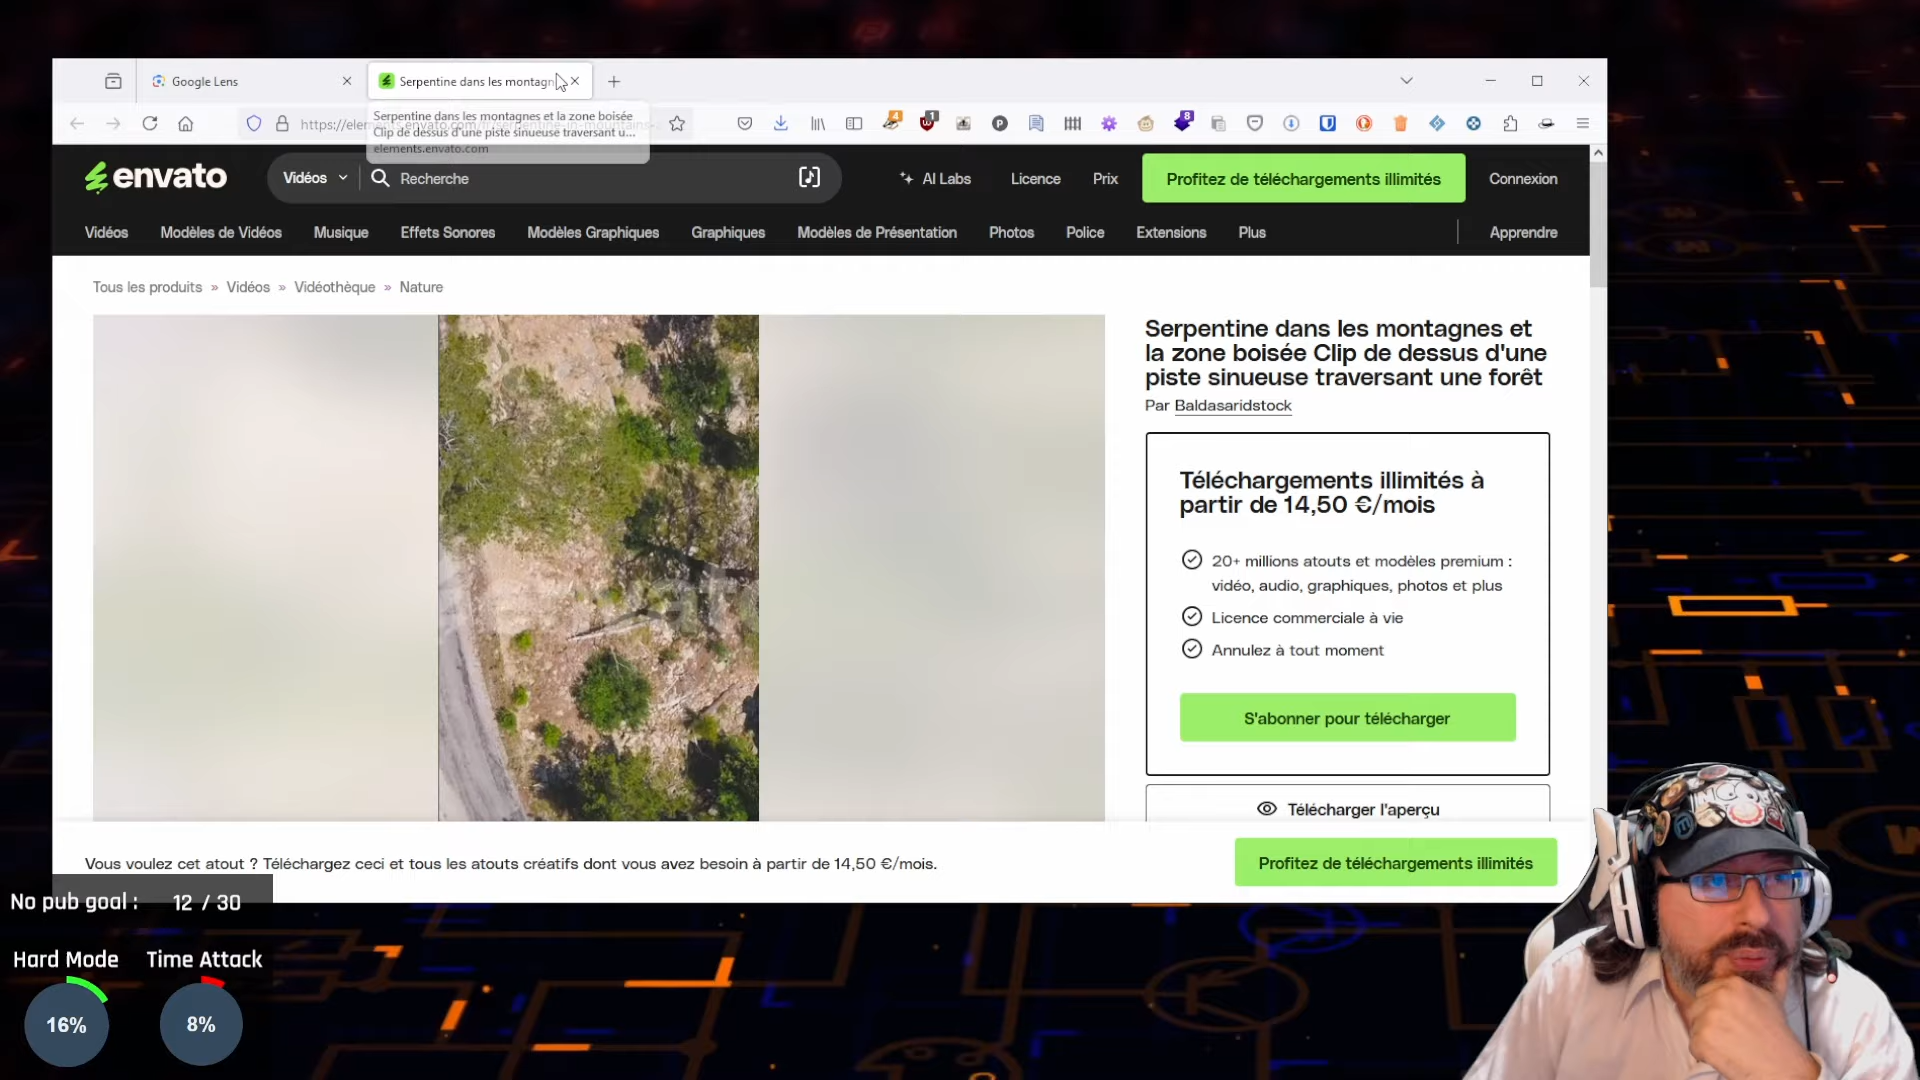 Google Lens
Serpentine dans les montagn
Serpentine dans les montagnes et la zone boisée
Clip de dessus d'une piste sinueuse traversant u...
elements.envato.com
https://ele
4
1
8
envato
Vidéos
Recherche
AI Labs
Licence
Prix
Profitez de téléchargements illimités
Connexion
Vidéos
Modèles de Vidéos
Musique
Effets Sonores
Modèles Graphiques
Graphiques
Modèles de Présentation
Photos
Police
Extensions
Plus
Apprendre
Tous les produits » Vidéos » Vidéothèque » Nature
Serpentine dans les montagnes et
la zone boisée Clip de dessus d'une
piste sinueuse traversant une forêt
Par Baldasaridstock
Téléchargements illimités à
partir de 14,50 €/mois
20+ millions atouts et modèles premium :
vidéo, audio, graphiques, photos et plus
Licence commerciale à vie
Annulez à tout moment
S'abonner pour télécharger
Télécharger l'aperçu
Vous voulez cet atout ? Téléchargez ceci et tous les atouts créatifs dont vous avez besoin à partir de 14,50 €/mois.
Profitez de téléchargements illimités
No pub goal : 12 / 30
Hard Mode
Time Attack
16%
8%